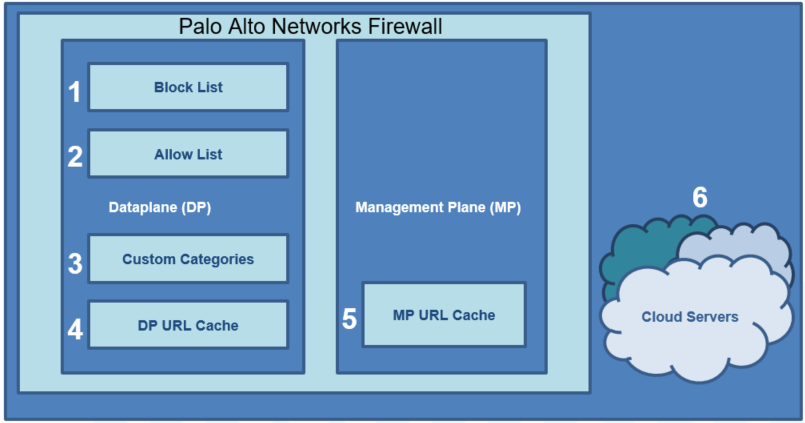 Palo Alto Networks Firewall
1 Block List
2 Allow List
Dataplane (DP)
3 Custom Categories
4 DP URL Cache
Management Plane (MP)
5 MP URL Cache
6
Cloud Servers